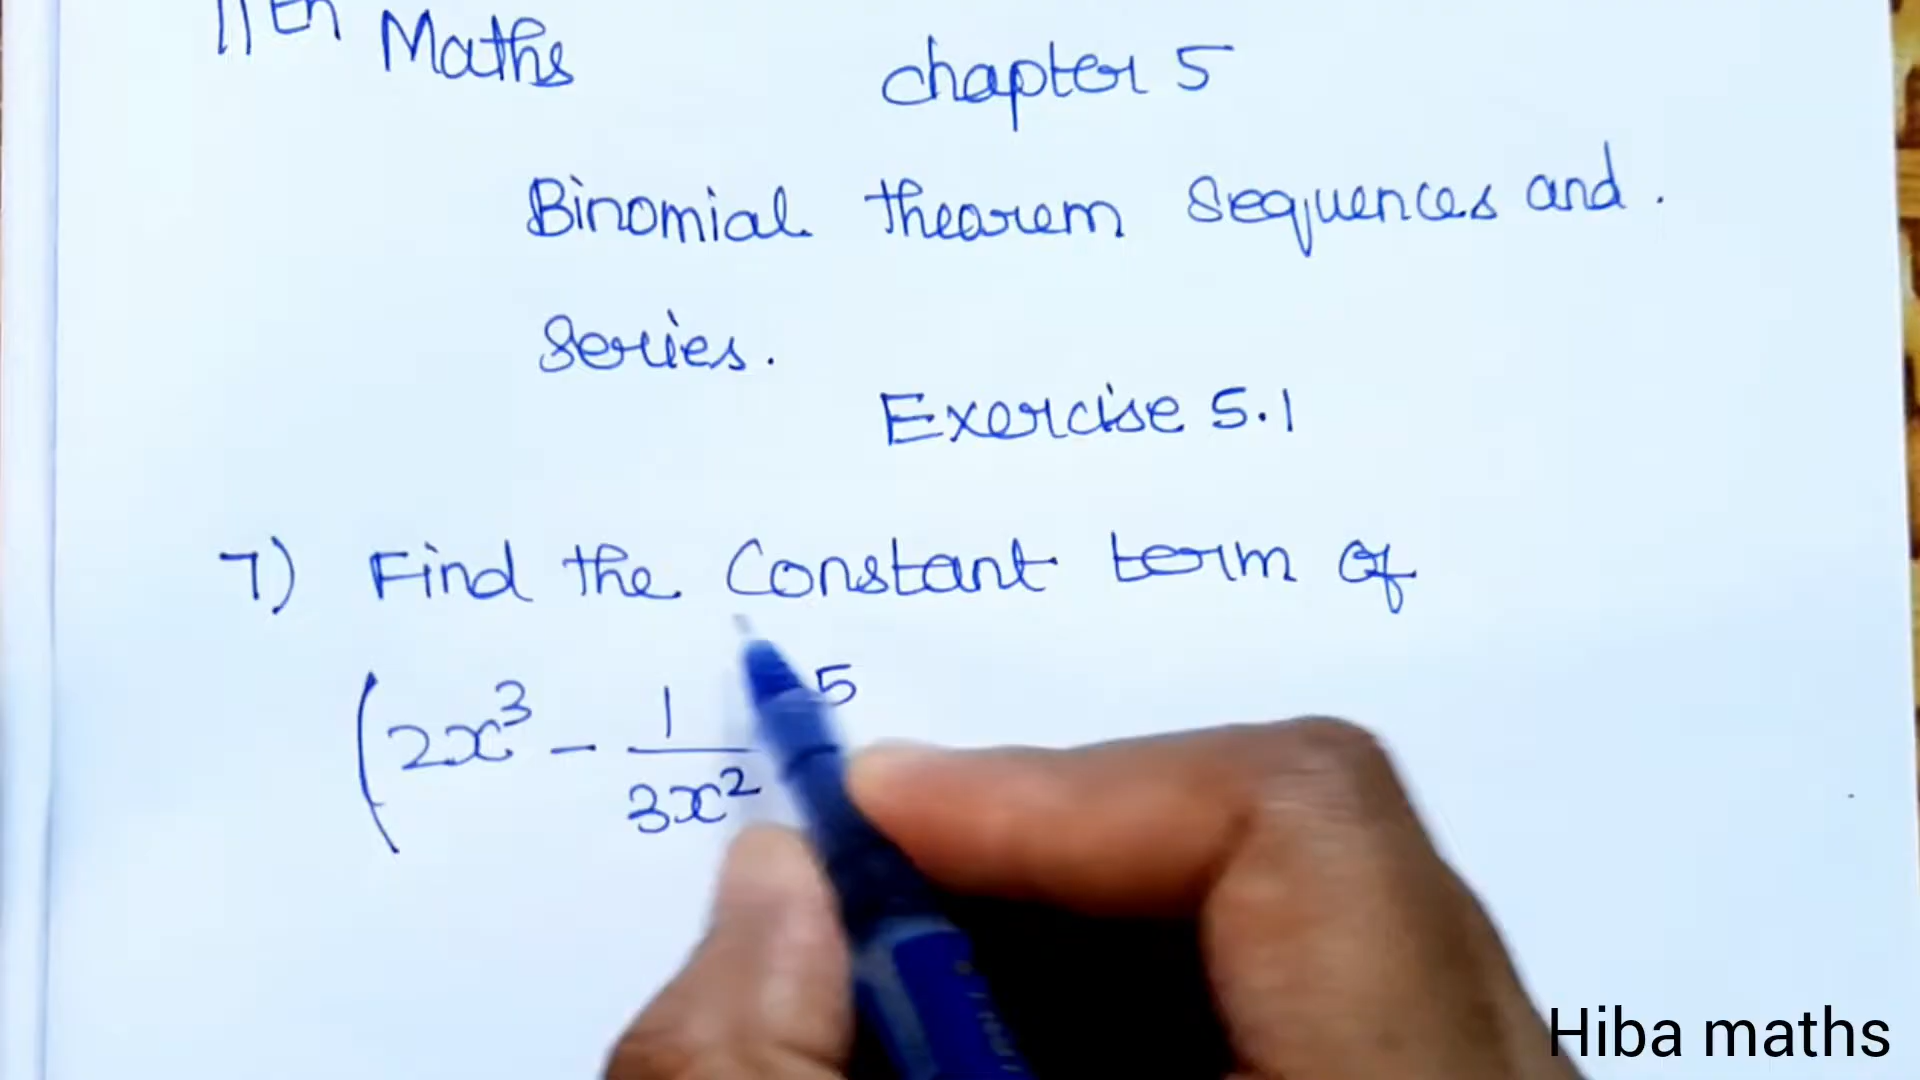 11th Maths chapter 5
Binomial thearem sequences and.
series.
Exercise 5.1
7) Find the Constant term of
(2x³ - 1/3x² 5
Hiba maths